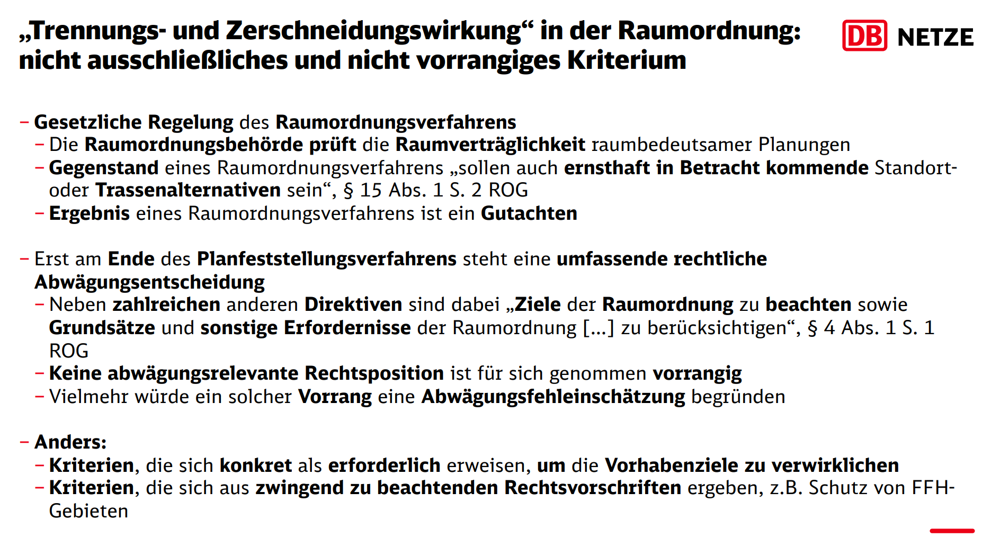 „Trennungs- und Zerschneidungswirkung“ in der Raumordnung:
nicht ausschließliches und nicht vorrangiges Kriterium
DB NETZE
– Gesetzliche Regelung des Raumordnungsverfahrens
– Die Raumordnungsbehörde prüft die Raumverträglichkeit raumbedeutsamer Planungen
– Gegenstand eines Raumordnungsverfahrens „sollen auch ernsthaft in Betracht kommende Standort-
oder Trassenalternativen sein“, § 15 Abs. 1 S. 2 ROG
– Ergebnis eines Raumordnungsverfahrens ist ein Gutachten
– Erst am Ende des Planfeststellungsverfahrens steht eine umfassende rechtliche
Abwägungsentscheidung
– Neben zahlreichen anderen Direktiven sind dabei „Ziele der Raumordnung zu beachten sowie
Grundsätze und sonstige Erfordernisse der Raumordnung [...] zu berücksichtigen“, § 4 Abs. 1 S. 1
ROG
– Keine abwägungsrelevante Rechtsposition ist für sich genommen vorrangig
– Vielmehr würde ein solcher Vorrang eine Abwägungsfehleinschätzung begründen
– Anders:
– Kriterien, die sich konkret als erforderlich erweisen, um die Vorhabenziele zu verwirklichen
– Kriterien, die sich aus zwingend zu beachtenden Rechtsvorschriften ergeben, z.B. Schutz von FFH-
Gebieten